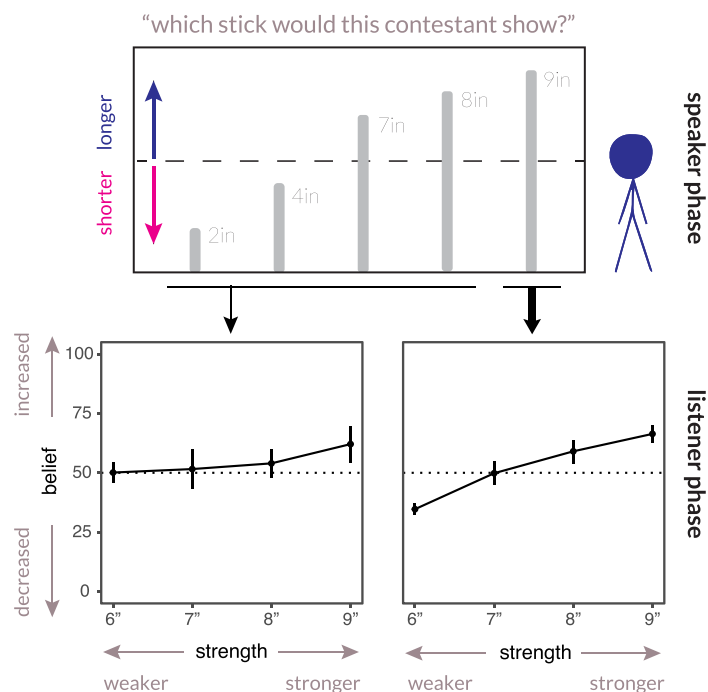 “which stick would this contestant show?”
longer
shorter
2in
4in
7in
8in
9in
speaker phase
increased
belief
decreased
100
75
50
25
0
6” 7” 8” 9”
strength
weaker stronger
6” 7” 8” 9”
strength
weaker stronger
listener phase